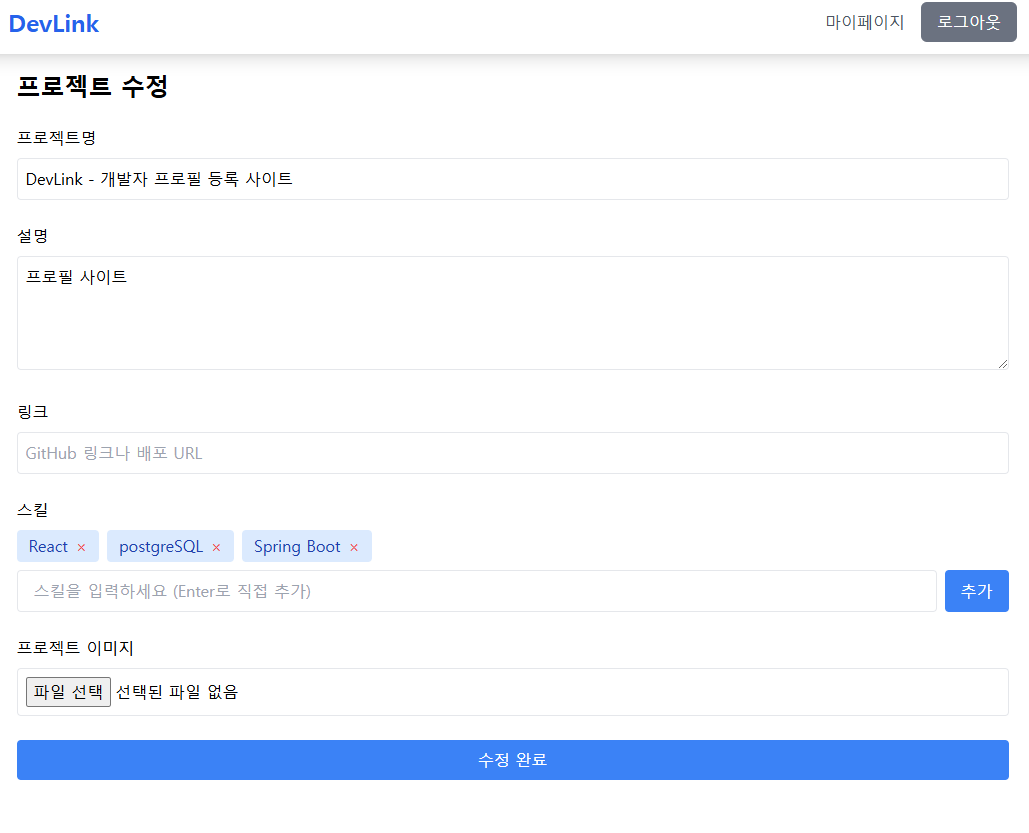 DevLink
마이페이지 로그아웃
프로젝트 수정
프로젝트명
DevLink - 개발자 프로필 등록 사이트
설명
프로필 사이트
링크
GitHub 링크나 배포 URL
스킬
React × postgreSQL × Spring Boot ×
스킬을 입력하세요 (Enter로 직접 추가) 추가
프로젝트 이미지
파일 선택 선택된 파일 없음
수정 완료